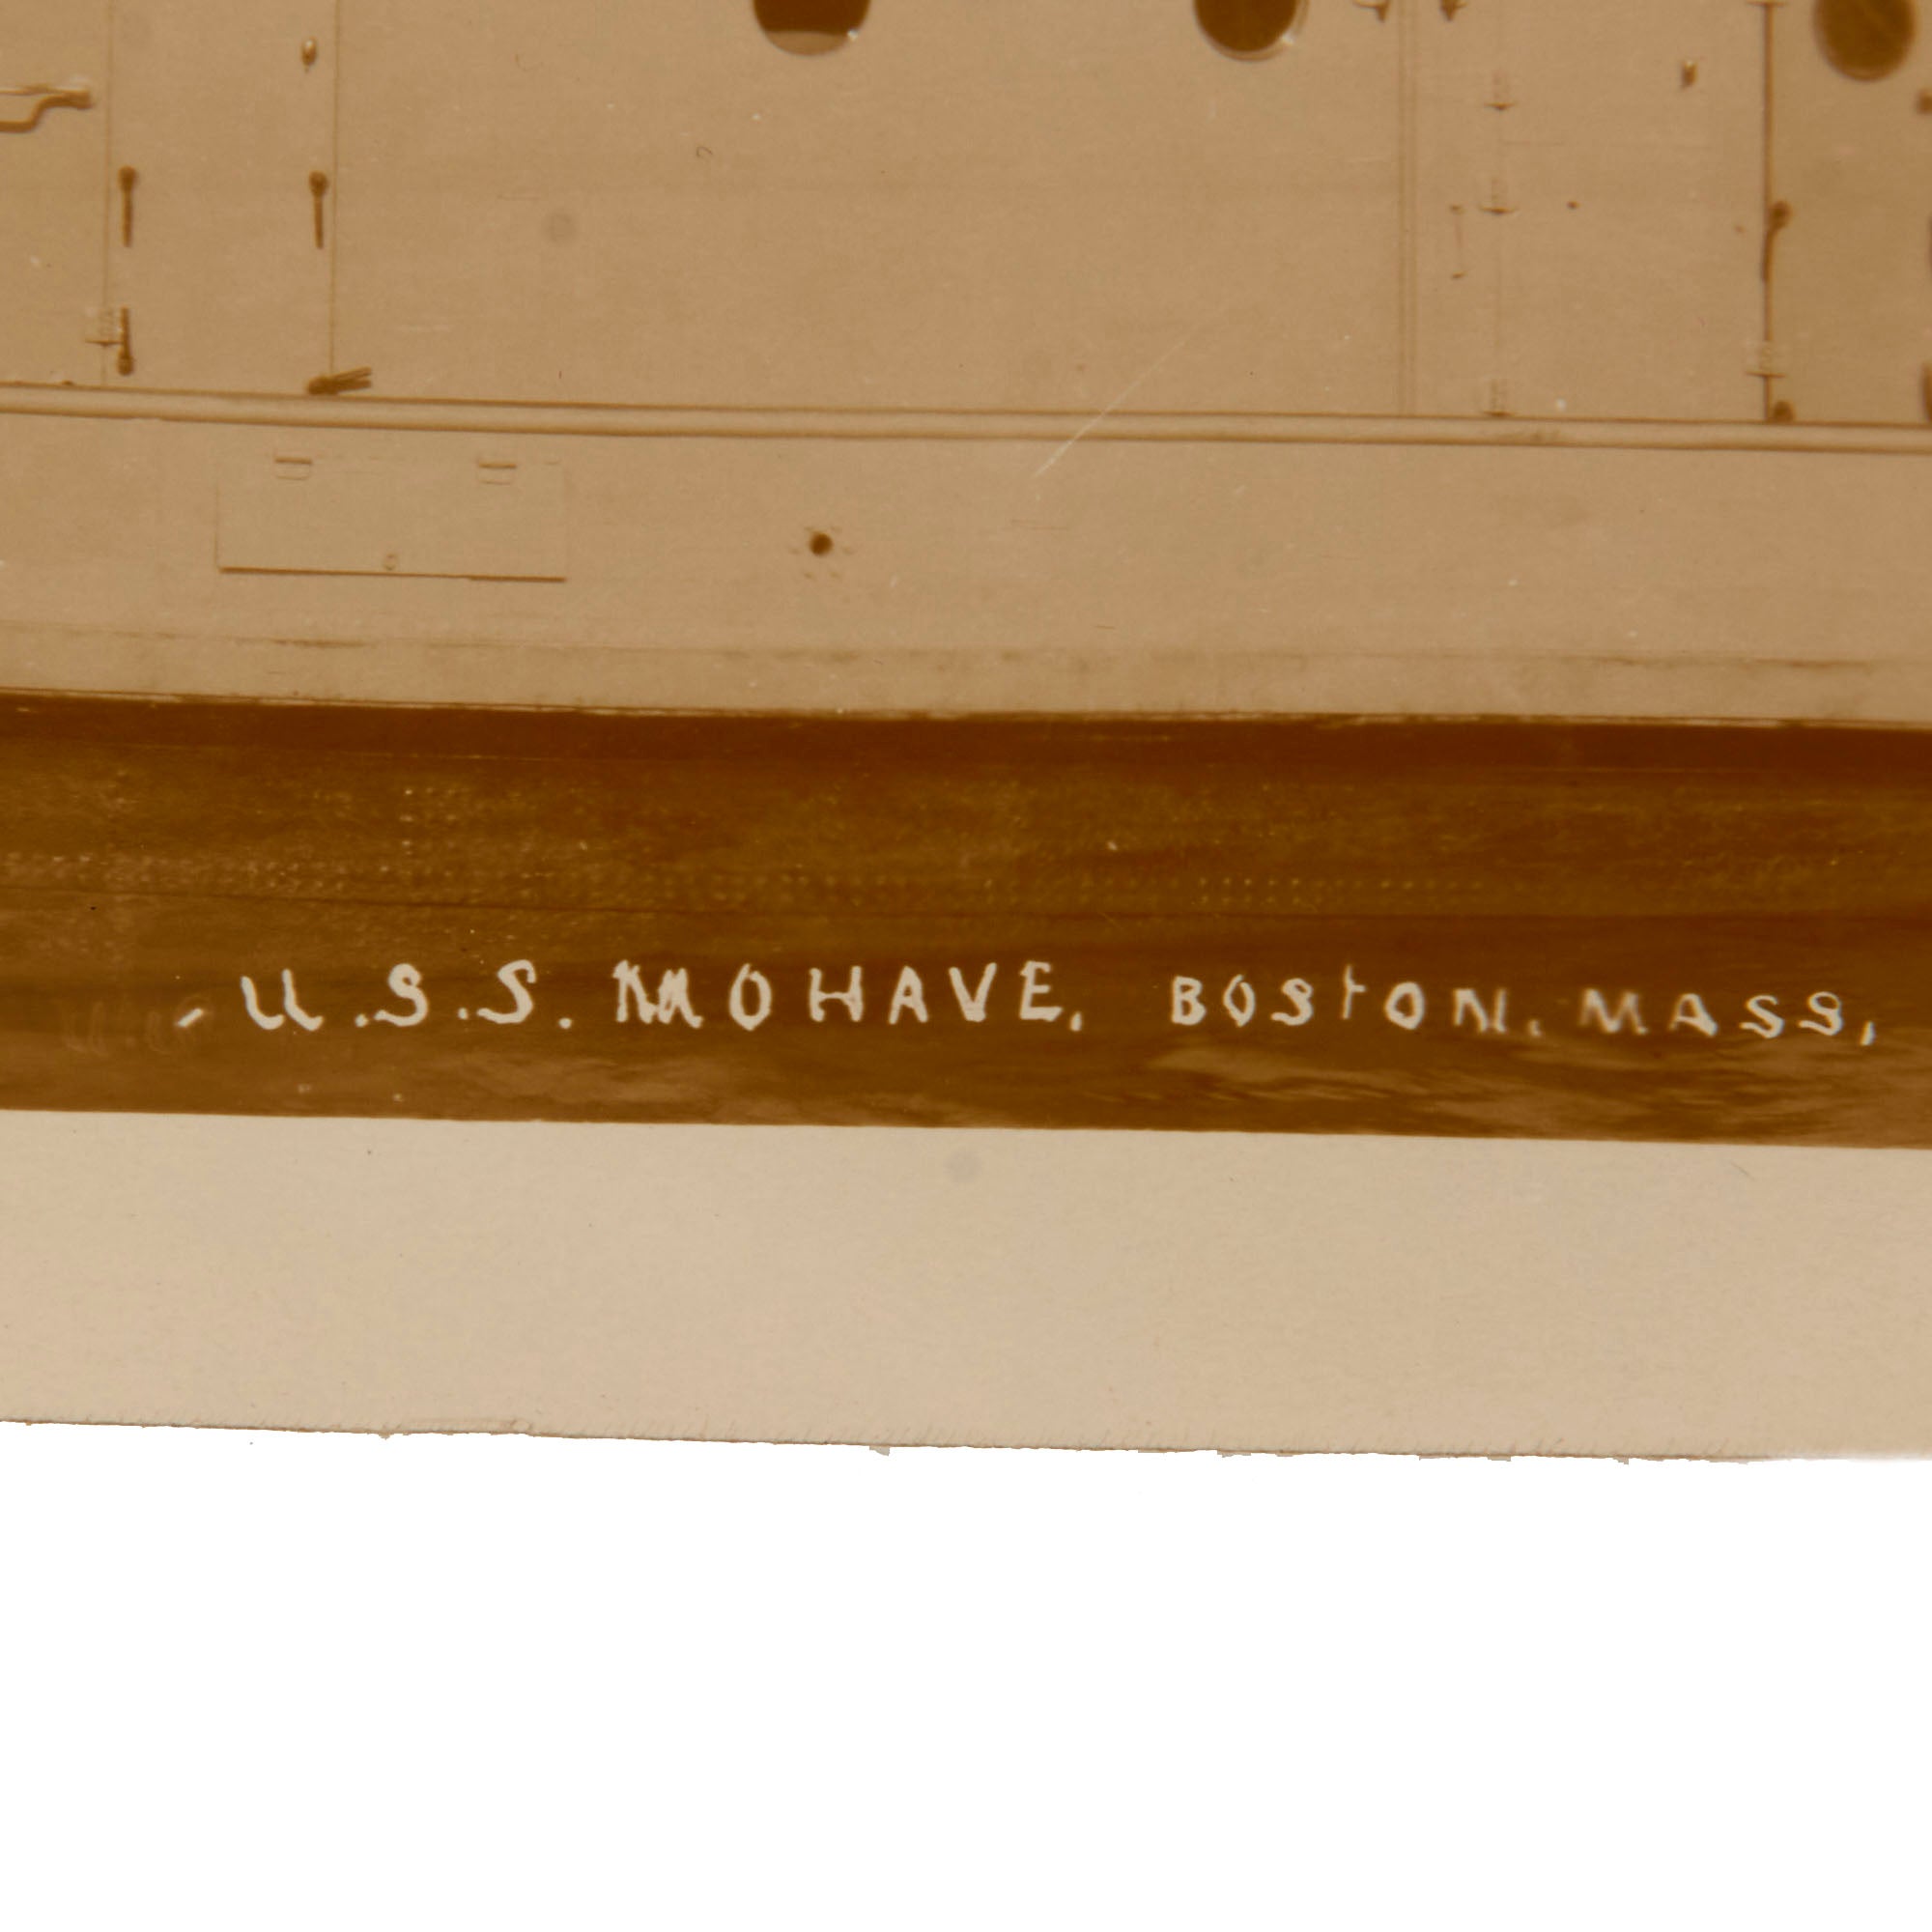 - U.S.S. MOHAVE, BOSTON. MASS,